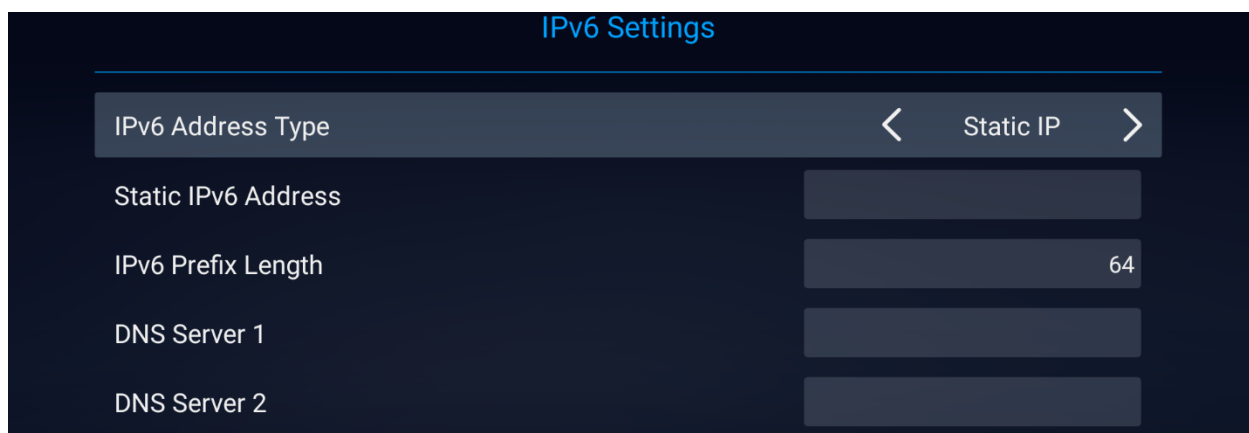 IPv6 Settings
IPv6 Address Type Static IP
Static IPv6 Address
IPv6 Prefix Length 64
DNS Server 1
DNS Server 2